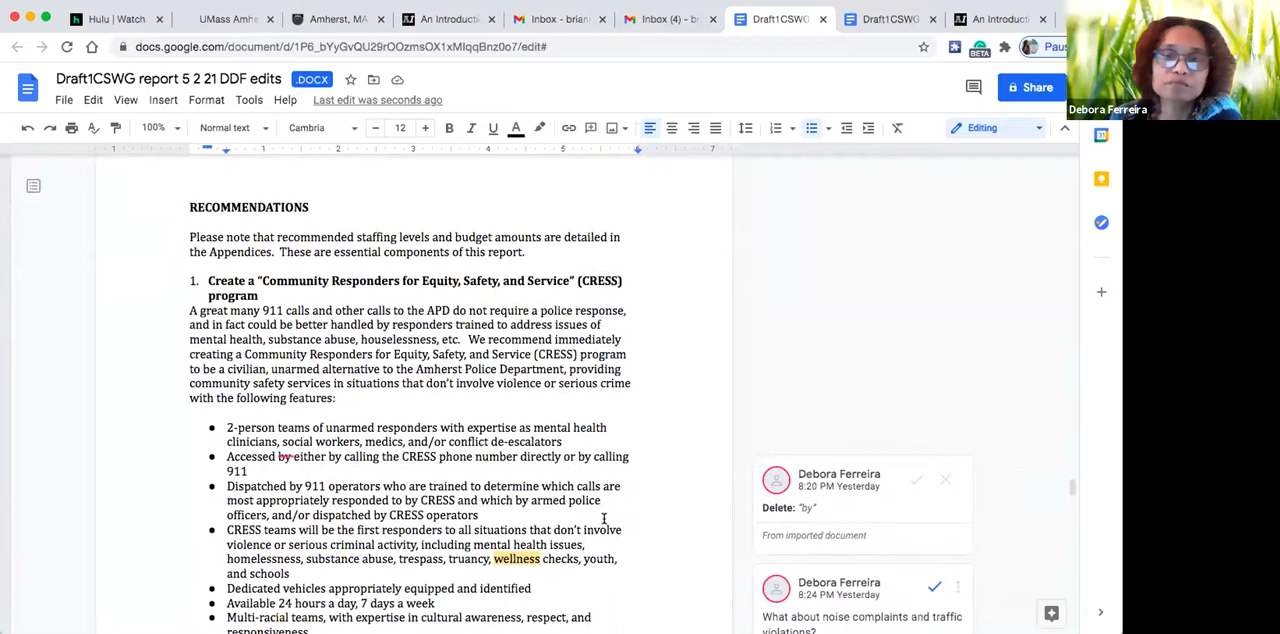 Hulu | Watch
UMass Amhe
Amherst, MA
An Introducti
Inbox - brian
Inbox (4) - br
Draft1CSWG
Draft1CSWG
An Introducti
docs.google.com/document/d/1P6_bYyGvQU29rOOzmsOX1xMIqqBnz0o7/edit#
BETA
Paus
Draft1CSWG report 5 2 21 DDF edits
.DOCX
File Edit View Insert Format Tools Help Last edit was seconds ago
Share
Debora Ferreira
100% Normal text Cambria 12 B I U A Editing
1 1 2 3 4 5 7
RECOMMENDATIONS
Please note that recommended staffing levels and budget amounts are detailed in
the Appendices. These are essential components of this report.
1. Create a “Community Responders for Equity, Safety, and Service” (CRESS)
program
A great many 911 calls and other calls to the APD do not require a police response,
and in fact could be better handled by responders trained to address issues of
mental health, substance abuse, houselessness, etc. We recommend immediately
creating a Community Responders for Equity, Safety, and Service (CRESS) program
to be a civilian, unarmed alternative to the Amherst Police Department, providing
community safety services in situations that don’t involve violence or serious crime
with the following features:
● 2-person teams of unarmed responders with expertise as mental health
clinicians, social workers, medics, and/or conflict de-escalators
● Accessed by either by calling the CRESS phone number directly or by calling
911
● Dispatched by 911 operators who are trained to determine which calls are
most appropriately responded to by CRESS and which by armed police
officers, and/or dispatched by CRESS operators
● CRESS teams will be the first responders to all situations that don’t involve
violence or serious criminal activity, including mental health issues,
homelessness, substance abuse, trespass, truancy, wellness checks, youth,
and schools
● Dedicated vehicles appropriately equipped and identified
● Available 24 hours a day, 7 days a week
● Multi-racial teams, with expertise in cultural awareness, respect, and
responsiveness
Debora Ferreira
8:20 PM Yesterday
Delete: “by”
From imported document
Debora Ferreira
8:24 PM Yesterday
What about noise complaints and traffic
violations?